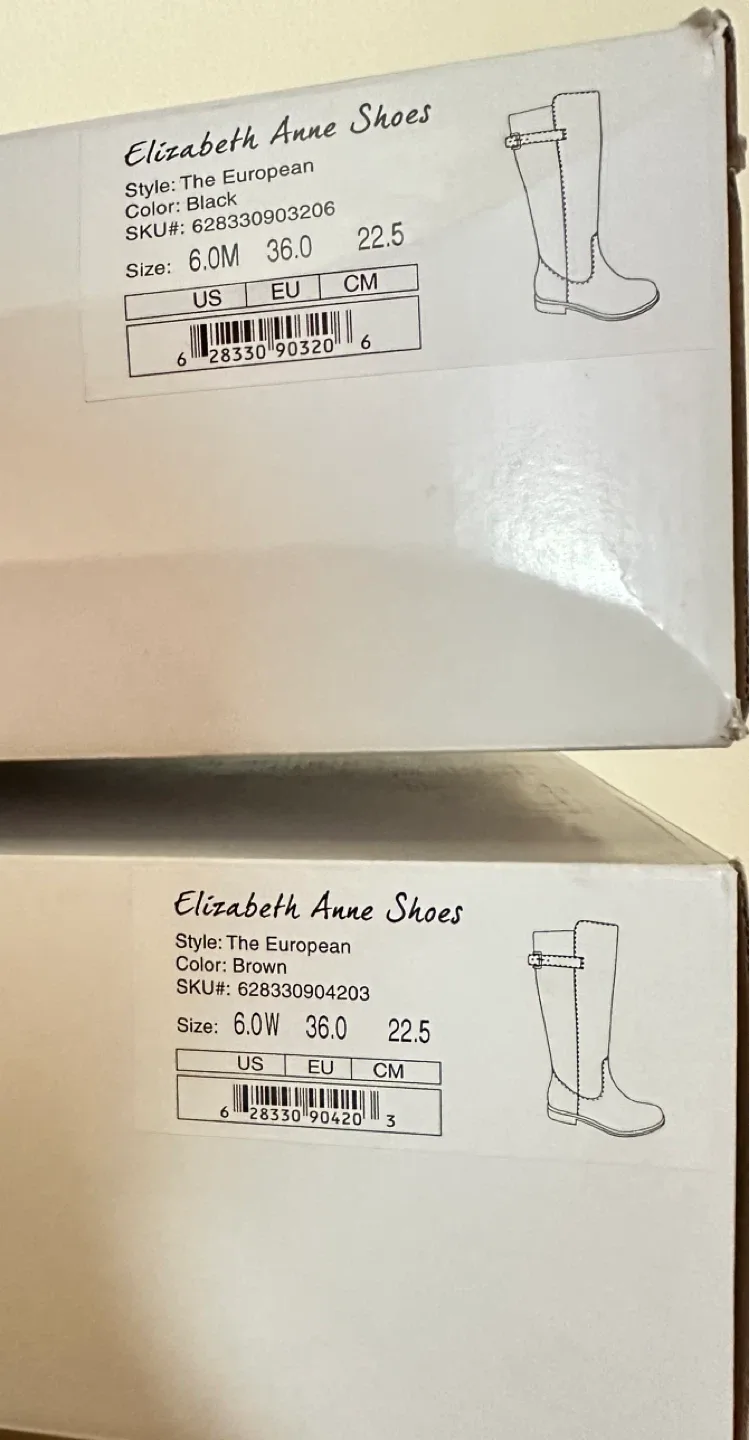 Elizabeth Anne Shoes
Style: The European
Color: Black
SKU#: 628330903206
Size: 6.0M 36.0 22.5
US EU CM
6 28330 90320 6
Elizabeth Anne Shoes
Style: The European
Color: Brown
SKU#: 628330904203
Size: 6.0W 36.0 22.5
US EU CM
6 28330 90420 3